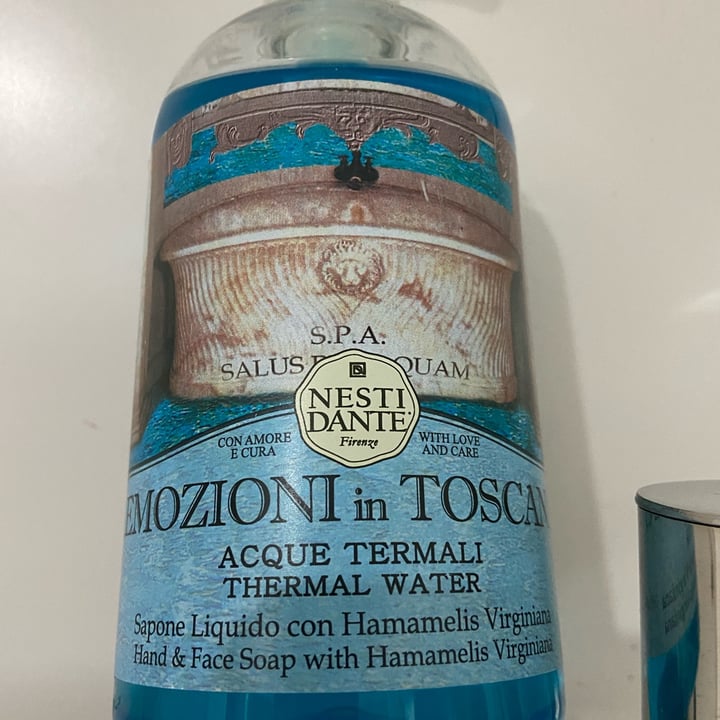 S.P.A.
SALUS QUAM
NESTI
DANTE
Firenze
CON AMORE
E CURA
WITH LOVE
AND CARE
EMOZIONI in TOSCAN
ACQUE TERMALI
THERMAL WATER
Sapone Liquido con Hamamelis Virginiana
Hand & Face Soap with Hamamelis Virginiana